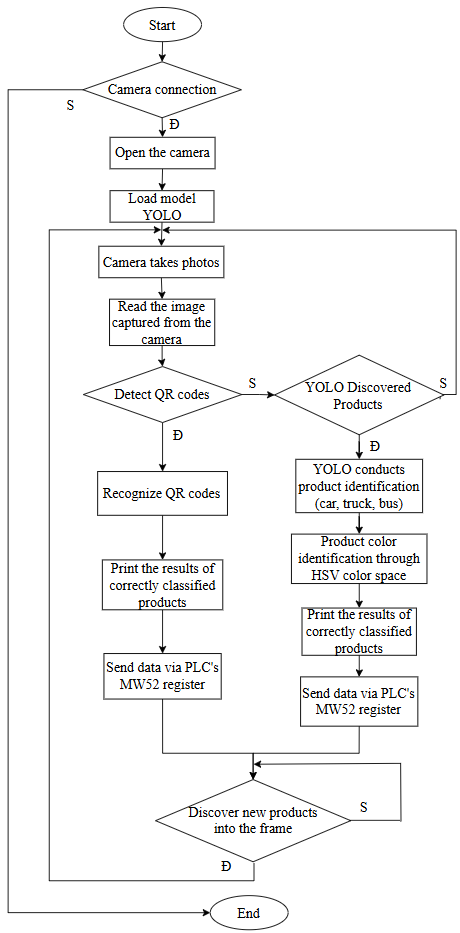 Start
Camera connection
S
Đ
Open the camera
Load model
YOLO
Camera takes photos
Read the image
captured from the
camera
Detect QR codes
S
YOLO Discovered
Products
S
Đ
Đ
Recognize QR codes
YOLO conducts
product identification
(car, truck, bus)
Product color
identification through
HSV color space
Print the results of
correctly classified
products
Print the results of
correctly classified
products
Send data via PLC's
MW52 register
Send data via PLC's
MW52 register
Discover new products
into the frame
S
Đ
End